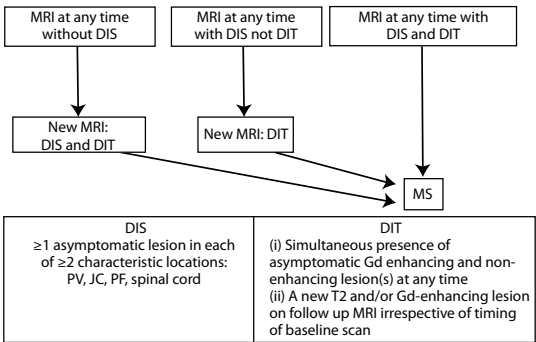 MRI at any time
without DIS
MRI at any time
with DIS not DIT
MRI at any time with
DIS and DIT
New MRI:
DIS and DIT
New MRI: DIT
MS
DIS
≥1 asymptomatic lesion in each
of ≥2 characteristic locations:
PV, JC, PF, spinal cord
DIT
(i) Simultaneous presence of
asymptomatic Gd enhancing and non-
enhancing lesion(s) at any time
(ii) A new T2 and/or Gd-enhancing lesion
on follow up MRI irrespective of timing
of baseline scan